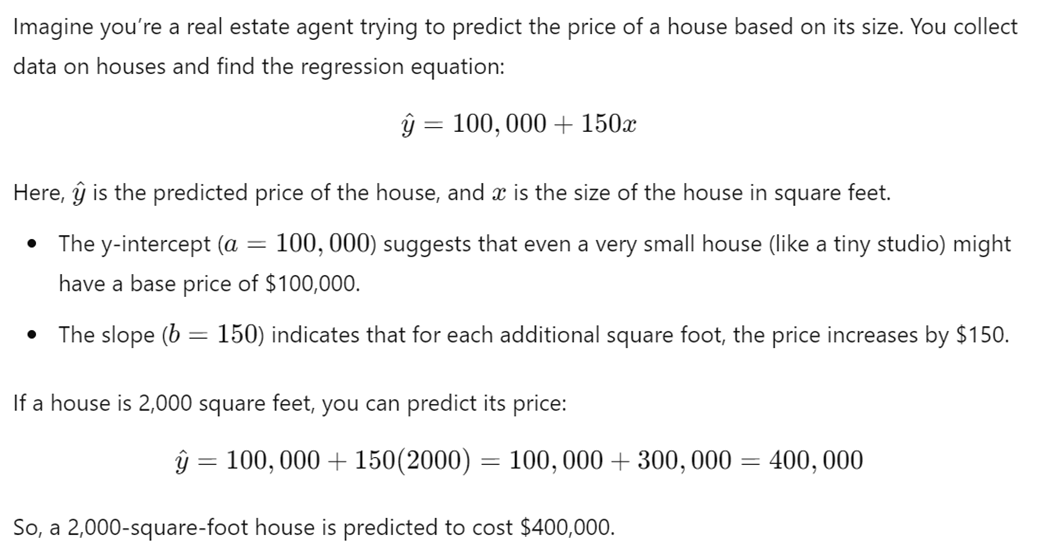 Imagine you're a real estate agent trying to predict the price of a house based on its size. You collect
data on houses and find the regression equation:
ŷ = 100, 000 + 150x
Here, ŷ is the predicted price of the house, and x is the size of the house in square feet.
• The y-intercept (a = 100, 000) suggests that even a very small house (like a tiny studio) might
have a base price of $100,000.
• The slope (b = 150) indicates that for each additional square foot, the price increases by $150.
If a house is 2,000 square feet, you can predict its price:
ŷ = 100, 000 + 150(2000) = 100, 000 + 300, 000 = 400, 000
So, a 2,000-square-foot house is predicted to cost $400,000.